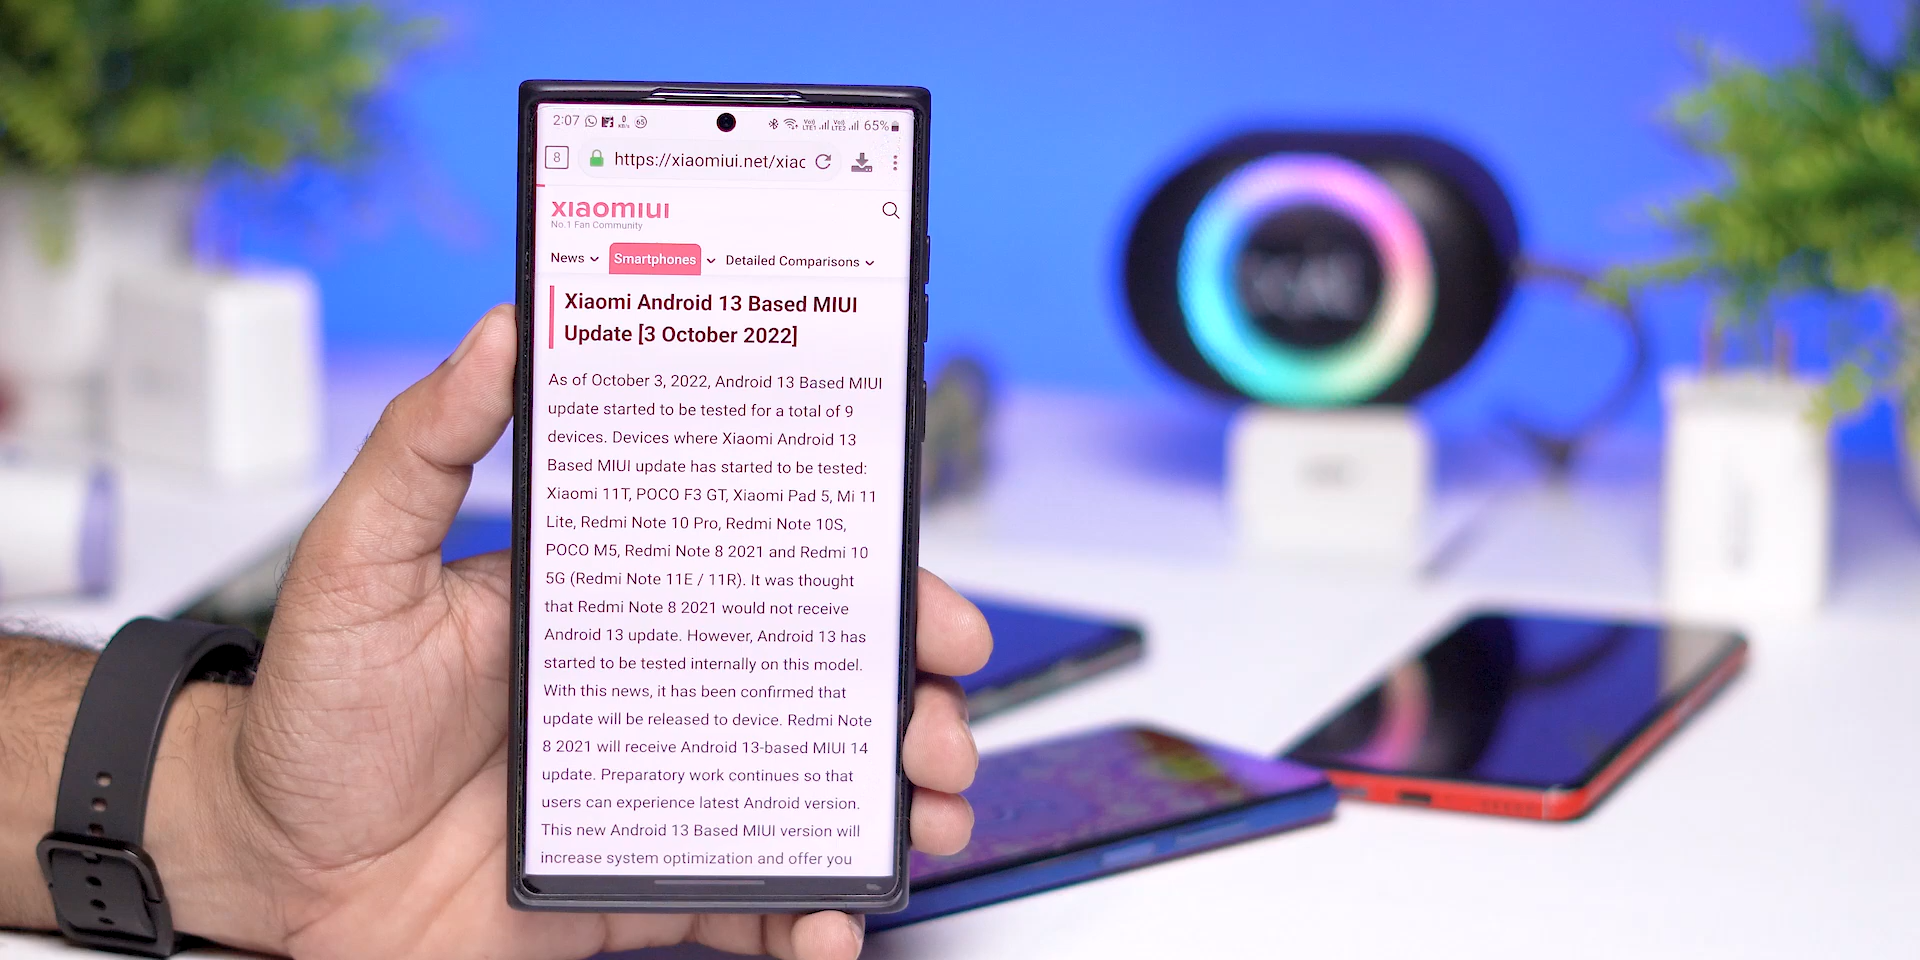 2:07 65%
8 https://xiaomiui.net/xiac
xiaomiui
No.1 Fan Community
News Smartphones Detailed Comparisons
Xiaomi Android 13 Based MIUI
Update [3 October 2022]
As of October 3, 2022, Android 13 Based MIUI
update started to be tested for a total of 9
devices. Devices where Xiaomi Android 13
Based MIUI update has started to be tested:
Xiaomi 11T, POCO F3 GT, Xiaomi Pad 5, Mi 11
Lite, Redmi Note 10 Pro, Redmi Note 10S,
POCO M5, Redmi Note 8 2021 and Redmi 10
5G (Redmi Note 11E / 11R). It was thought
that Redmi Note 8 2021 would not receive
Android 13 update. However, Android 13 has
started to be tested internally on this model.
With this news, it has been confirmed that
update will be released to device. Redmi Note
8 2021 will receive Android 13-based MIUI 14
update. Preparatory work continues so that
users can experience latest Android version.
This new Android 13 Based MIUI version will
increase system optimization and offer you